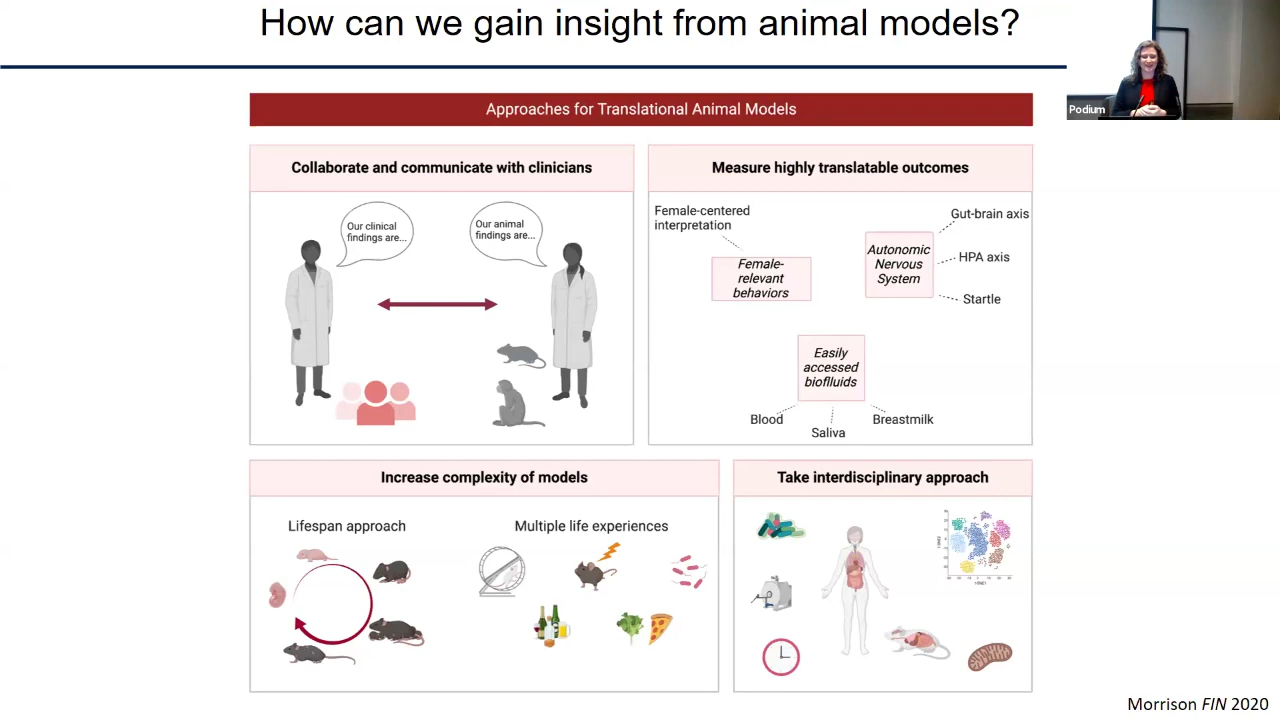 How can we gain insight from animal models?
Podium
Approaches for Translational Animal Models
Collaborate and communicate with clinicians
Our clinical
findings are...
Our animal
findings are...
Measure highly translatable outcomes
Female-centered
interpretation
Female-
relevant
behaviors
Autonomic
Nervous
System
Gut-brain axis
HPA axis
Startle
Easily
accessed
biofluids
Blood
Saliva
Breastmilk
Increase complexity of models
Lifespan approach
Multiple life experiences
Take interdisciplinary approach
Morrison FIN 2020